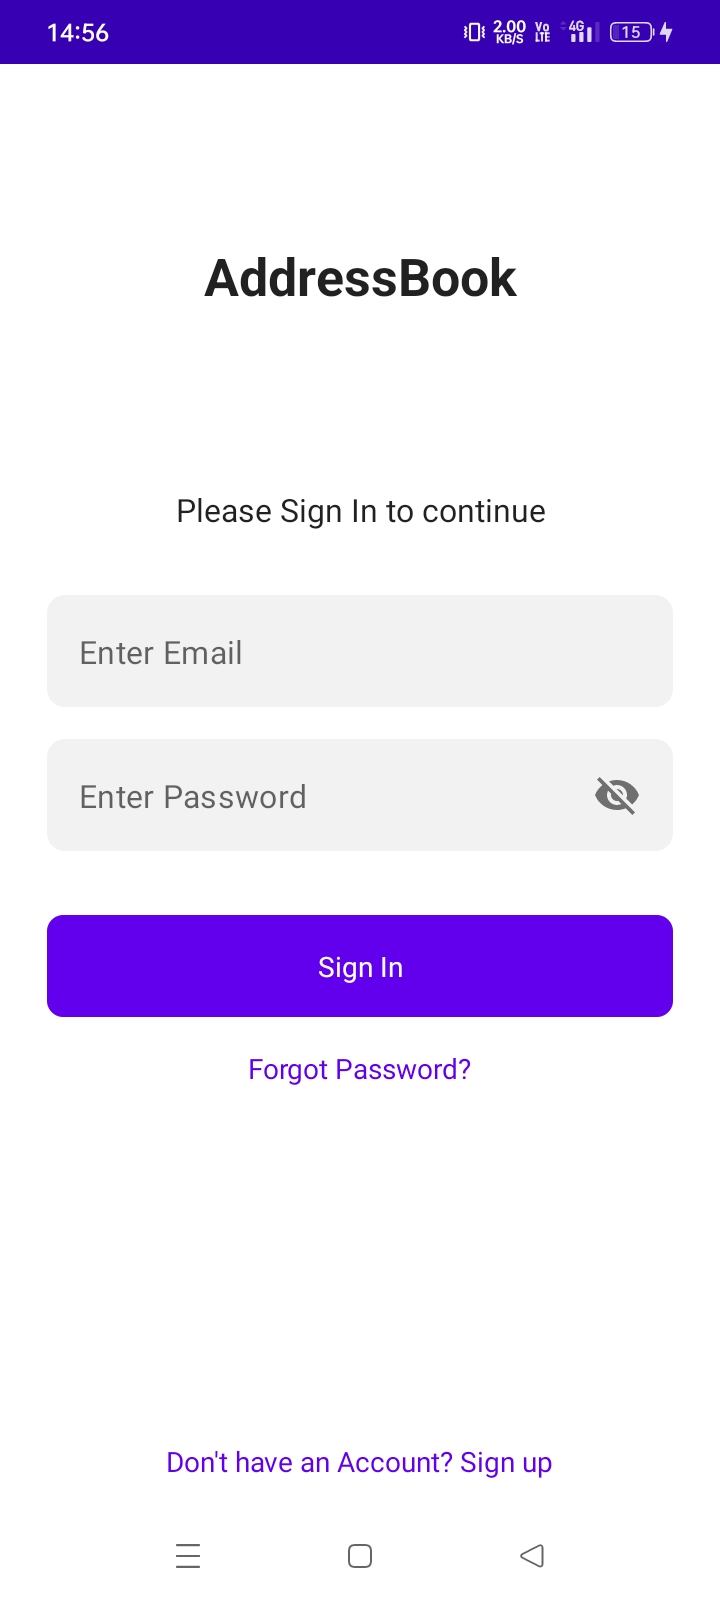 14:56
2.00 KB/S Vo LTE 4G 15
AddressBook
Please Sign In to continue
Enter Email
Enter Password
Sign In
Forgot Password?
Don't have an Account? Sign up